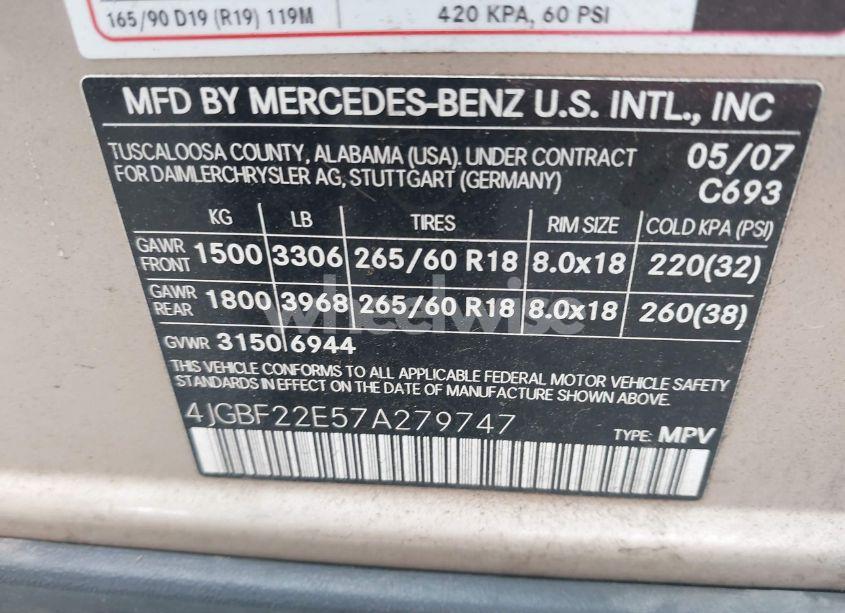 165/90 D19 (R19) 119M 420 KPA, 60 PSI
MFD BY MERCEDES-BENZ U.S. INTL., INC
TUSCALOOSA COUNTY, ALABAMA (USA). UNDER CONTRACT 05/07
FOR DAIMLERCHRYSLER AG, STUTTGART (GERMANY) C693
KG LB TIRES RIM SIZE COLD KPA (PSI)
GAWR FRONT 1500 3306 265/60 R18 8.0x18 220(32)
GAWR REAR 1800 3968 265/60 R18 8.0x18 260(38)
GVWR 3150 6944
THIS VEHICLE CONFORMS TO ALL APPLICABLE FEDERAL MOTOR VEHICLE SAFETY
STANDARDS IN EFFECT ON THE DATE OF MANUFACTURE SHOWN ABOVE.
4JGBF22E57A279747
TYPE: MPV
wheelwise